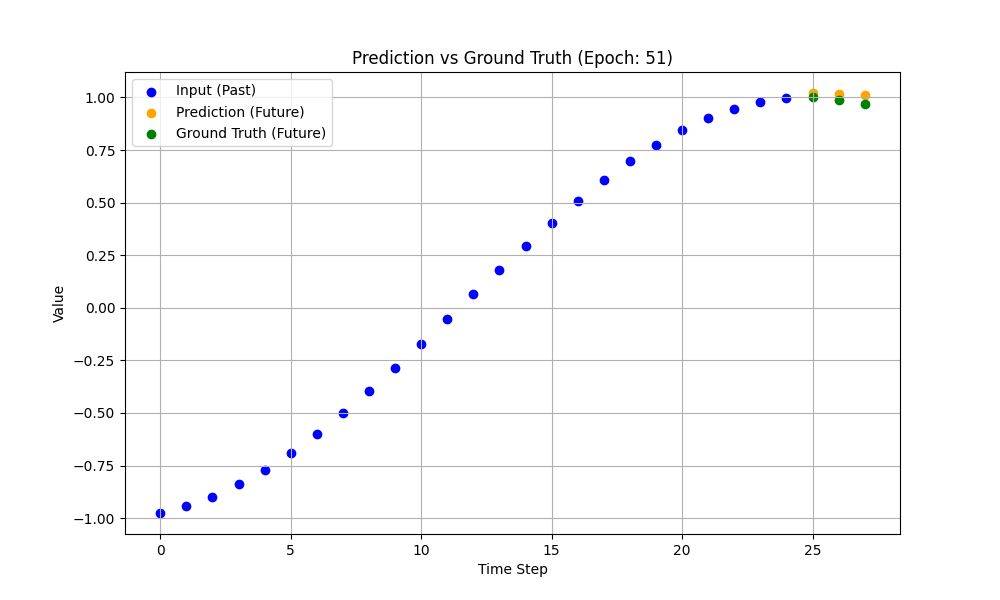 Prediction vs Ground Truth (Epoch: 51)
Input (Past)
Prediction (Future)
Ground Truth (Future)
1.00
0.75
0.50
0.25
0.00
−0.25
−0.50
−0.75
−1.00
Value
0 5 10 15 20 25
Time Step